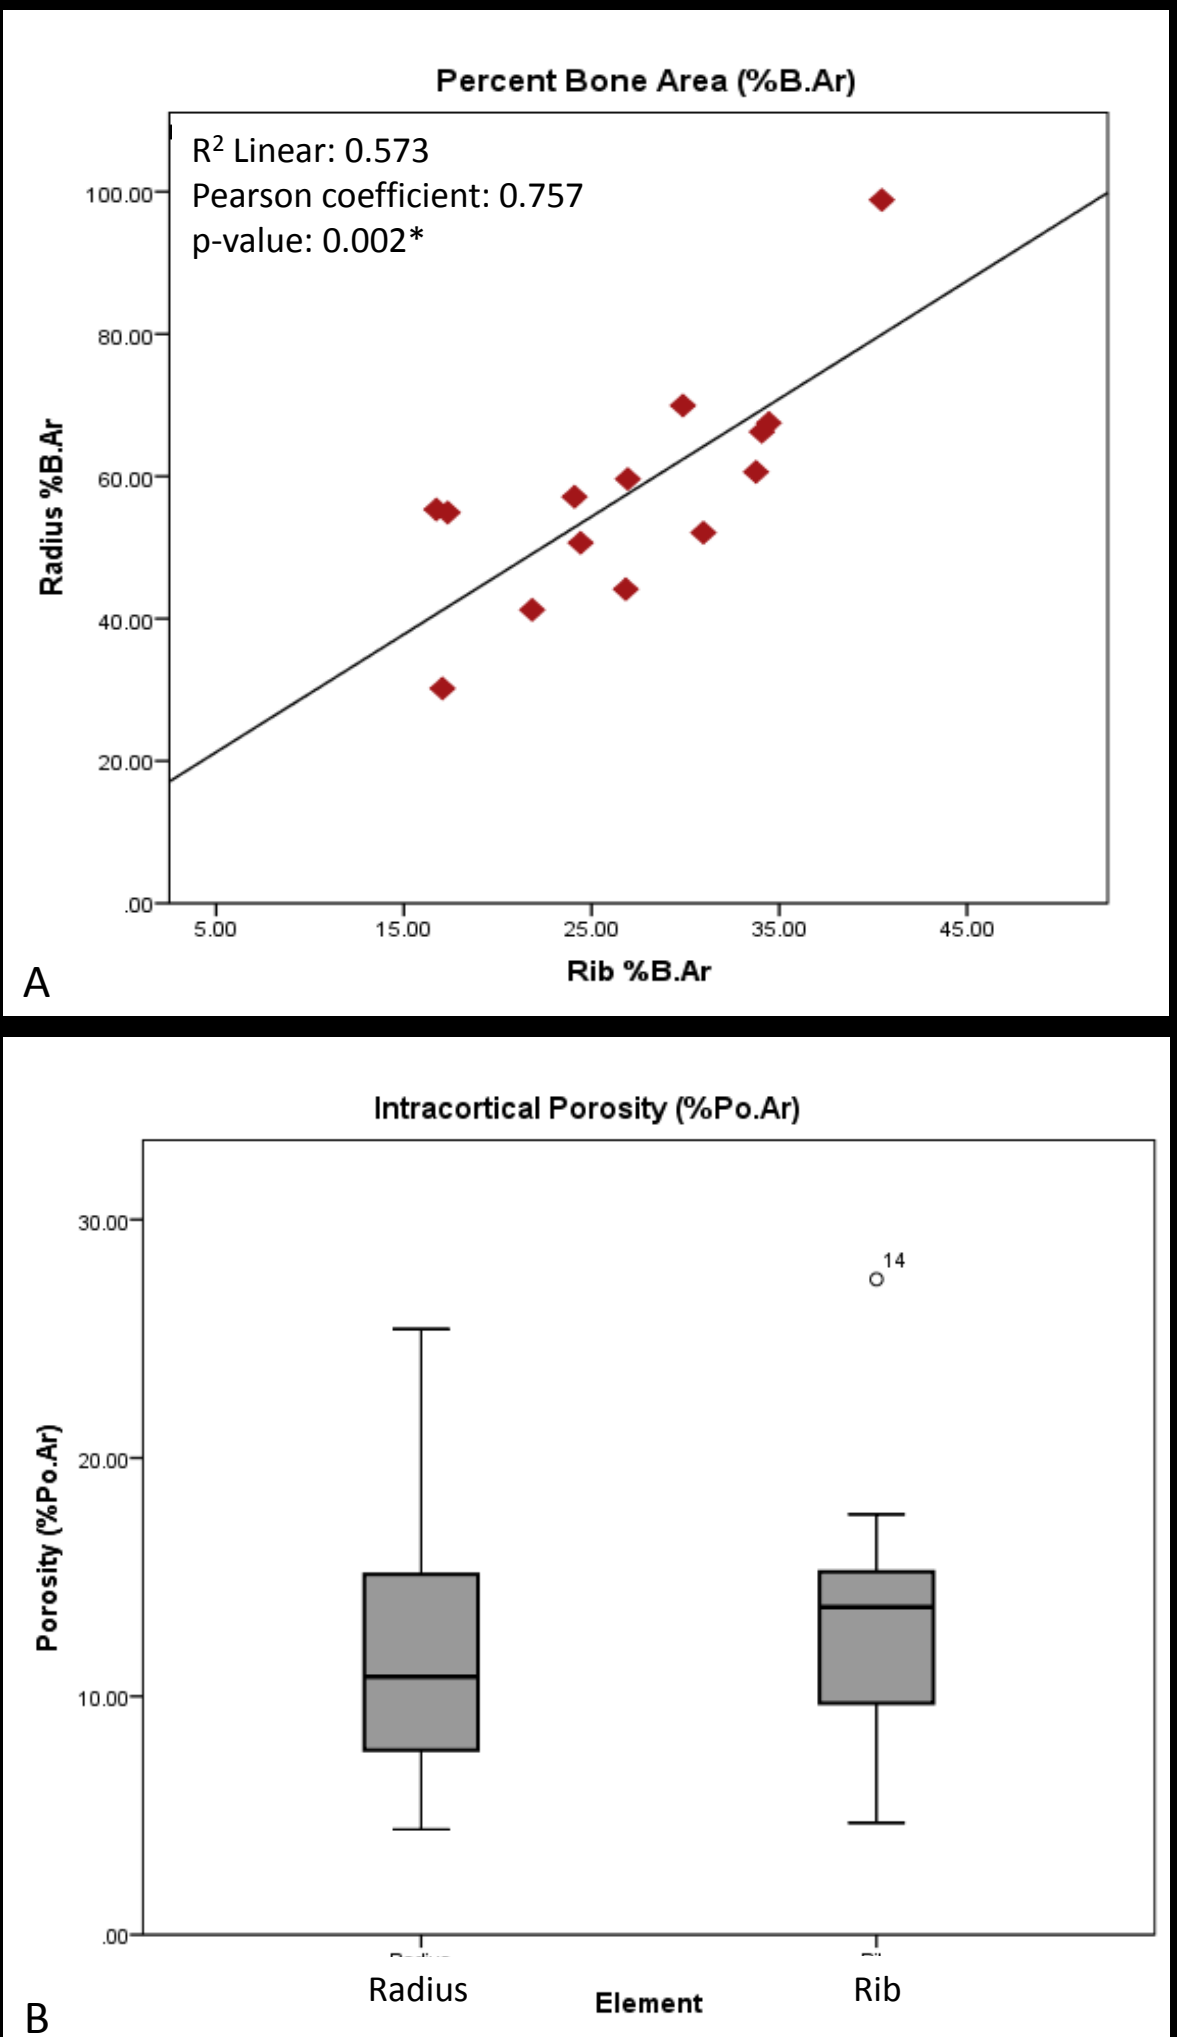 Percent Bone Area (%B.Ar)
R² Linear: 0.573
Pearson coefficient: 0.757
p-value: 0.002*
100.00
80.00
60.00
40.00
20.00
.00
Radius %B.Ar
5.00 15.00 25.00 35.00 45.00
Rib %B.Ar
A
Intracortical Porosity (%Po.Ar)
30.00
20.00
10.00
.00
Porosity (%Po.Ar)
14
Radius Rib
Element
B